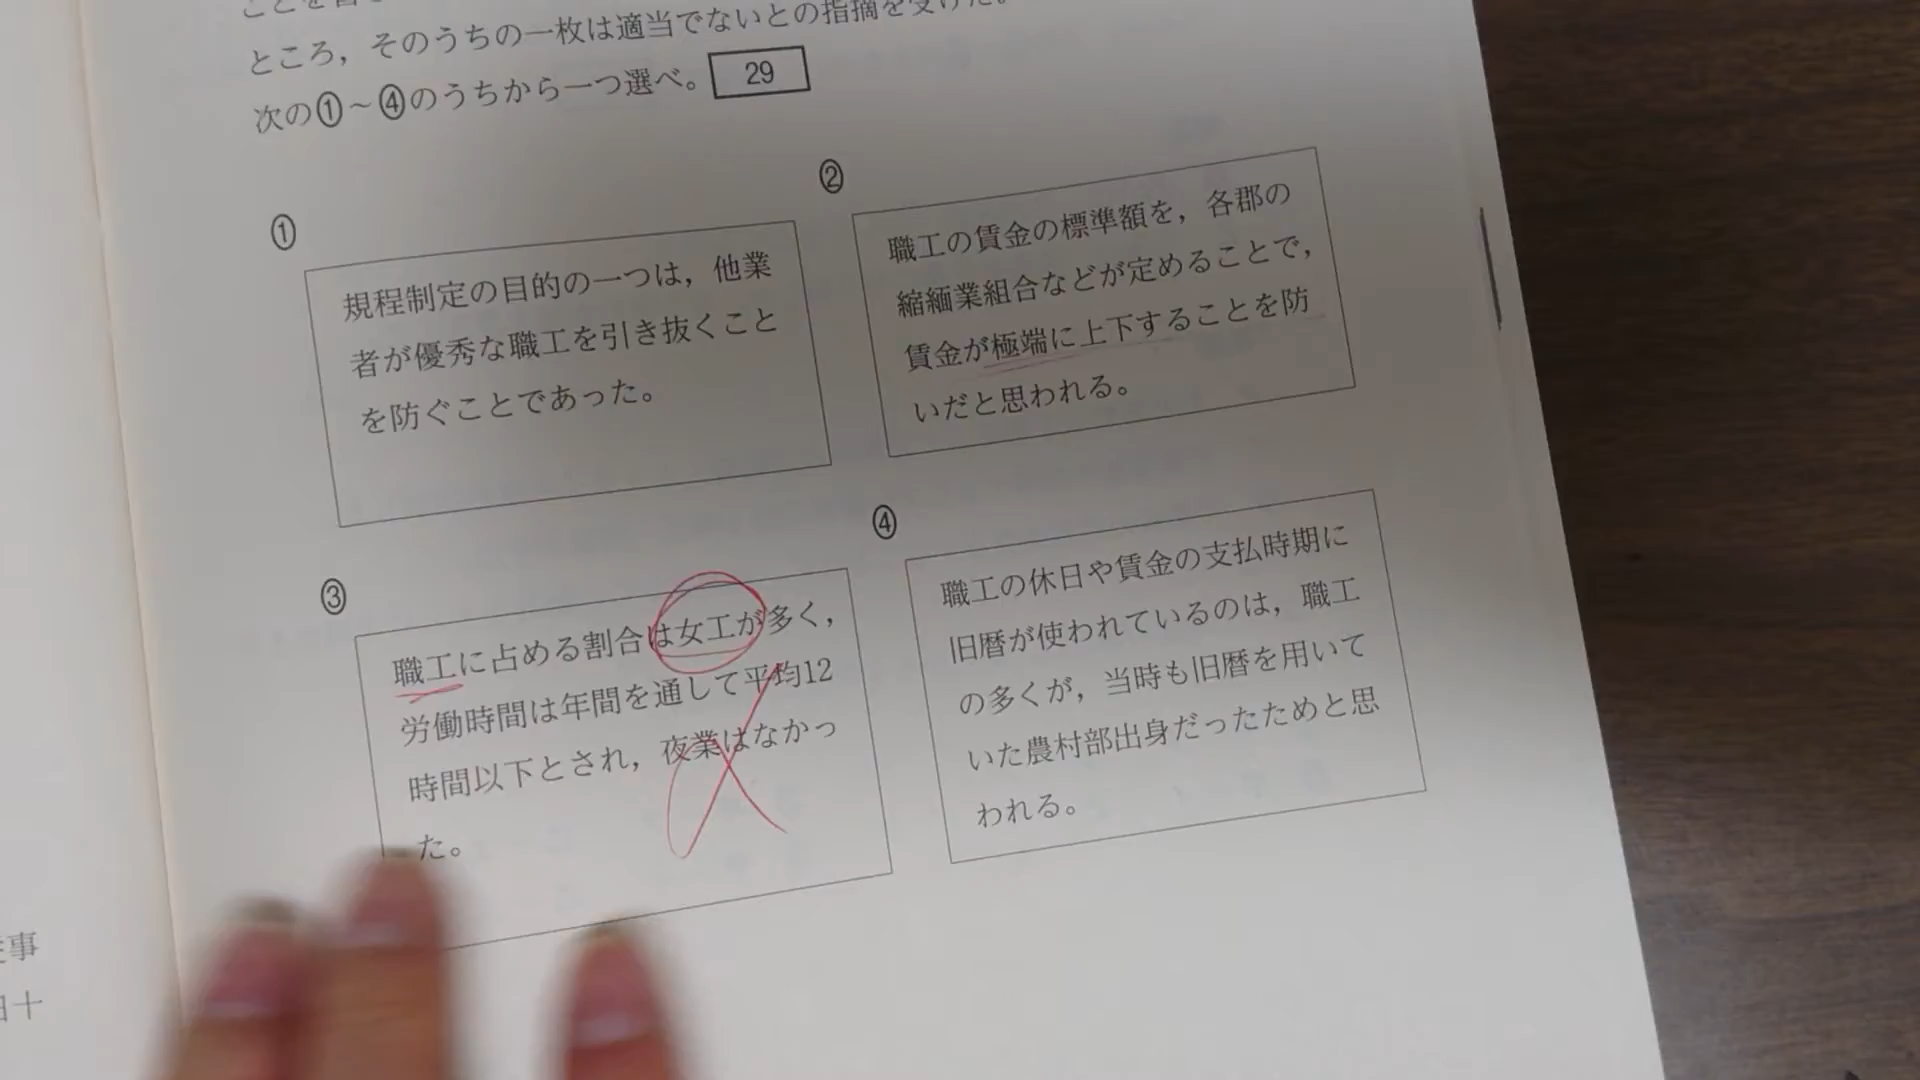 ところ，そのうちの一枚は適当でないとの指摘を受けた。
次の①～④のうちから一つ選べ。 29
①
規程制定の目的の一つは，他業
者が優秀な職工を引き抜くこと
を防ぐことであった。
②
職工の賃金の標準額を，各郡の
縮緬業組合などが定めることで，
賃金が極端に上下することを防
いだと思われる。
③
職工に占める割合は女工が多く，
労働時間は年間を通して平均12
時間以下とされ，夜業はなかっ
た。
④
職工の休日や賃金の支払時期に
旧暦が使われているのは，職工
の多くが，当時も旧暦を用いて
いた農村部出身だったためと思
われる。
事
十